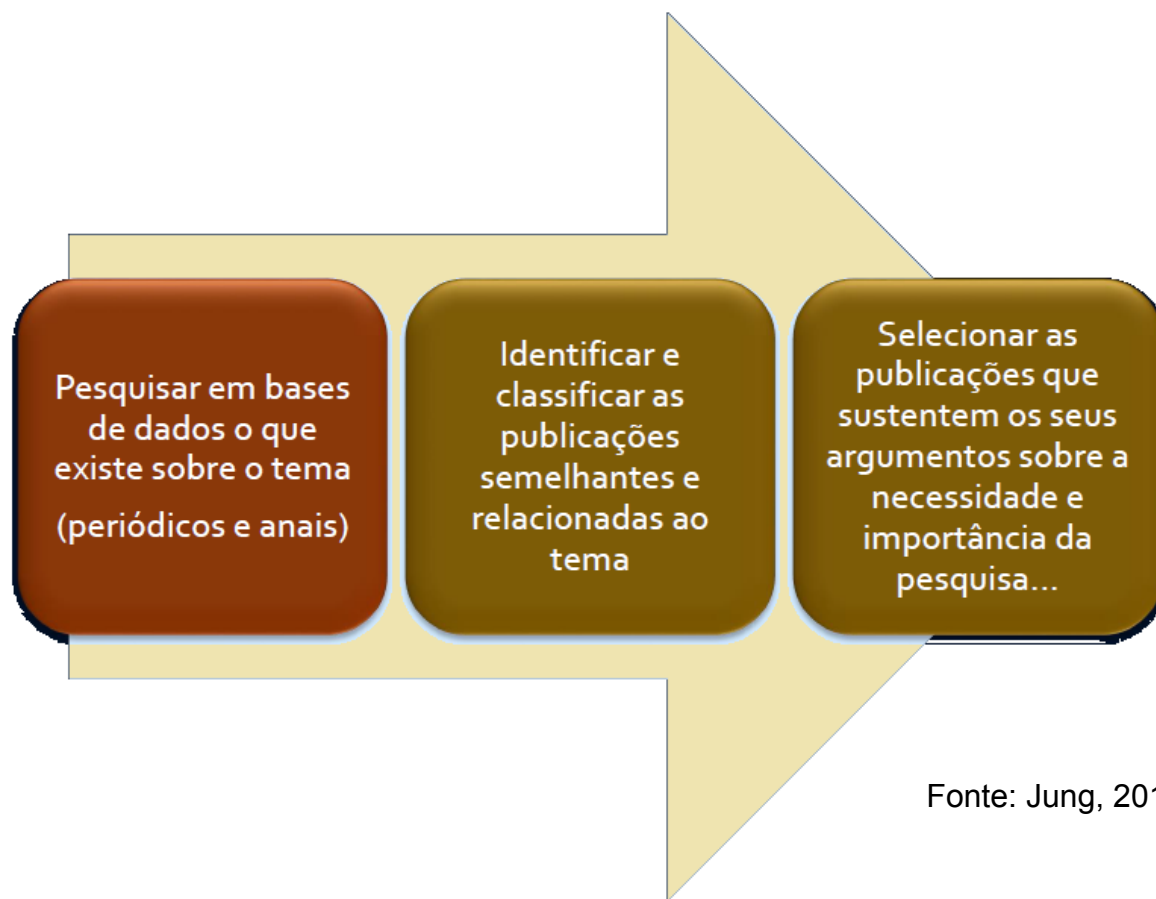 Pesquisar em bases
de dados o que
existe sobre o tema
(periódicos e anais)
Identificar e
classificar as
publicações
semelhantes e
relacionadas ao
tema
Selecionar as
publicações que
sustentem os seus
argumentos sobre a
necessidade e
importância da
pesquisa...
Fonte: Jung,